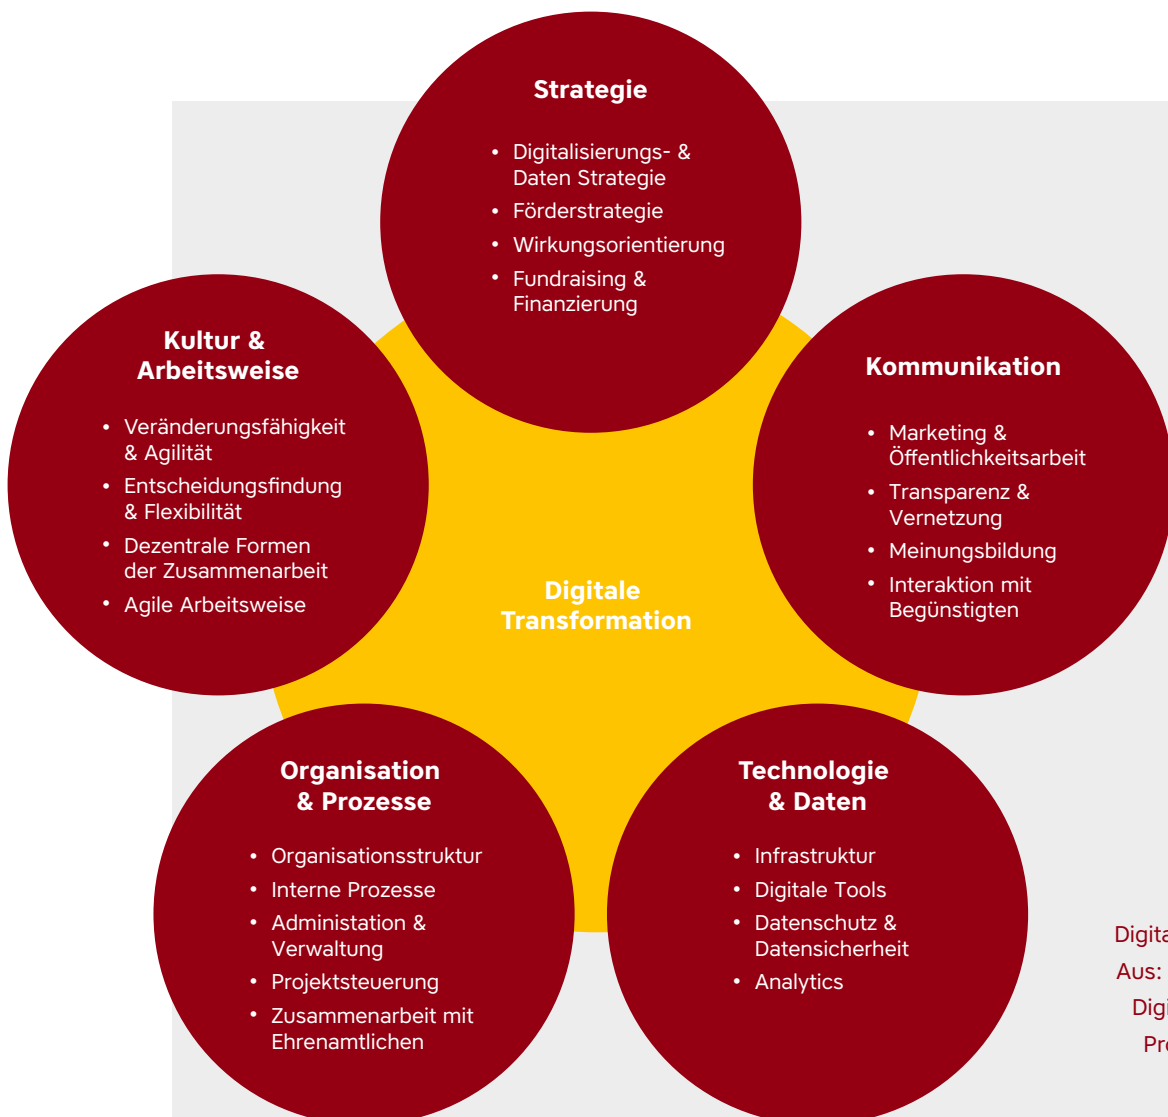 Strategie
• Digitalisierungs- &
Daten Strategie
• Förderstrategie
• Wirkungsorientierung
• Fundraising &
Finanzierung
Kultur &
Arbeitsweise
• Veränderungsfähigkeit
& Agilität
• Entscheidungsfindung
& Flexibilität
• Dezentrale Formen
der Zusammenarbeit
• Agile Arbeitsweise
Kommunikation
• Marketing &
Öffentlichkeitsarbeit
• Transparenz &
Vernetzung
• Meinungsbildung
• Interaktion mit
Begünstigten
Digitale
Transformation
Organisation
& Prozesse
• Organisationsstruktur
• Interne Prozesse
• Administation &
Verwaltung
• Projektsteuerung
• Zusammenarbeit mit
Ehrenamtlichen
Technologie
& Daten
• Infrastruktur
• Digitale Tools
• Datenschutz &
Datensicherheit
• Analytics
Aus: